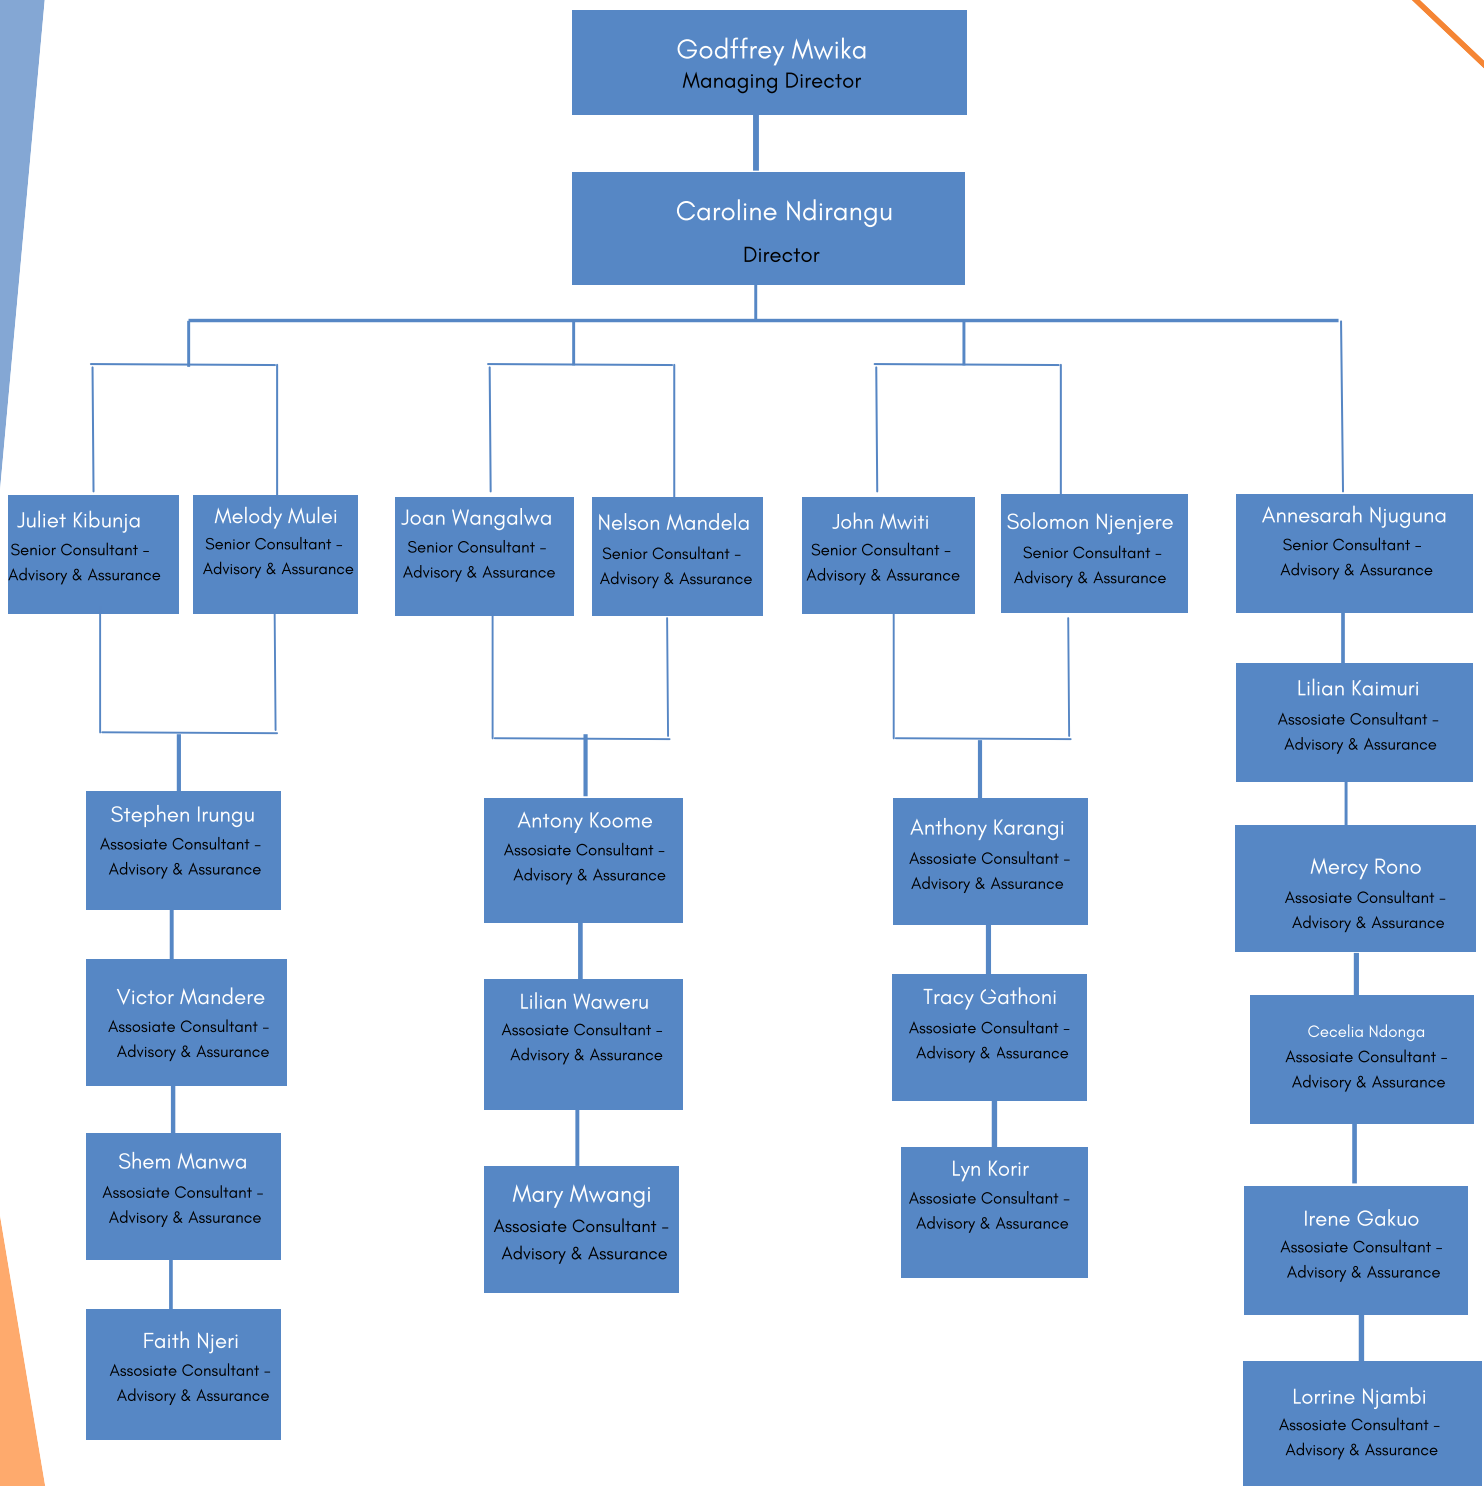 Godffrey Mwika
Managing Director
Caroline Ndirangu
Director
Juliet Kibunja
Senior Consultant -
Advisory & Assurance
Melody Mulei
Senior Consultant -
Advisory & Assurance
Joan Wangalwa
Senior Consultant -
Advisory & Assurance
Nelson Mandela
Senior Consultant -
Advisory & Assurance
John Mwiti
Senior Consultant -
Advisory & Assurance
Solomon Njenjere
Senior Consultant -
Advisory & Assurance
Annesarah Njuguna
Senior Consultant -
Advisory & Assurance
Stephen Irungu
Assosiate Consultant -
Advisory & Assurance
Victor Mandere
Assosiate Consultant -
Advisory & Assurance
Shem Manwa
Assosiate Consultant -
Advisory & Assurance
Faith Njeri
Assosiate Consultant -
Advisory & Assurance
Antony Koome
Assosiate Consultant -
Advisory & Assurance
Lilian Waweru
Assosiate Consultant -
Advisory & Assurance
Mary Mwangi
Assosiate Consultant -
Advisory & Assurance
Anthony Karangi
Assosiate Consultant -
Advisory & Assurance
Tracy Gathoni
Assosiate Consultant -
Advisory & Assurance
Lyn Korir
Assosiate Consultant -
Advisory & Assurance
Lilian Kaimuri
Assosiate Consultant -
Advisory & Assurance
Mercy Rono
Assosiate Consultant -
Advisory & Assurance
Cecelia Ndonga
Assosiate Consultant -
Advisory & Assurance
Irene Gakuo
Assosiate Consultant -
Advisory & Assurance
Lorrine Njambi
Assosiate Consultant -
Advisory & Assurance